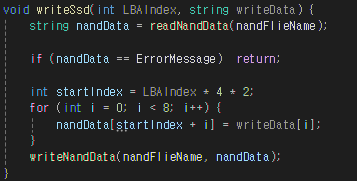 void writeSsd(int LBAIndex, string writeData) {
string nandData = readNandData(nandFlieName);
if (nandData == ErrorMessage) return;
int startIndex = LBAIndex * 4 + 2;
for (int i = 0; i < 8; i++) {
nandData[startIndex + i] = writeData[i];
}
writeNandData(nandFlieName, nandData);
}